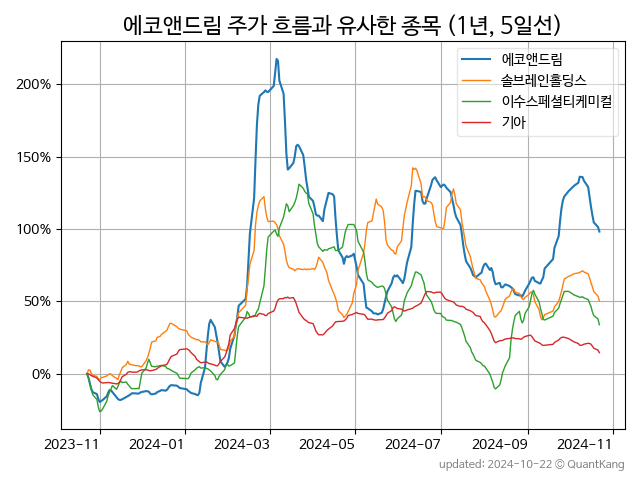 에코앤드림 주가 흐름과 유사한 종목 (1년, 5일선)
에코앤드림
솔브레인홀딩스
이수스페셜티케미컬
기아
200%
150%
100%
50%
0%
2023-11 2024-01 2024-03 2024-05 2024-07 2024-09 2024-11
updated: 2024-10-22 © QuantKang